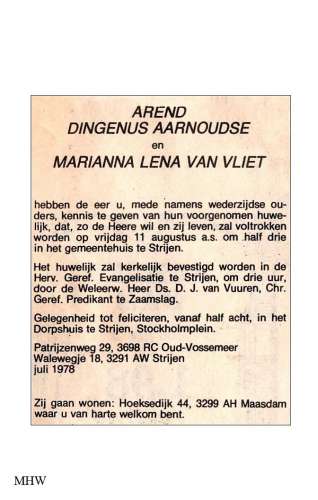 AREND
DINGENUS AARNOUDSE
en
MARIANNA LENA VAN VLIET
hebben de eer u, mede namens wederzijdse ou-
ders, kennis te geven van hun voorgenomen huwe-
lijk, dat, zo de Heere wil en zij leven, zal voltrokken
worden op vrijdag 11 augustus a.s. om half drie
in het gemeentehuis te Strijen.
Het huwelijk zal kerkelijk bevestigd worden in de
Herv. Geref. Evangelisatie te Strijen, om drie uur,
door de Weleerw. Heer Ds. D. J. van Vuuren, Chr.
Geref. Predikant te Zaamslag.
Gelegenheid tot feliciteren, vanaf half acht, in het
Dorpshuis te Strijen, Stockholmplein.
Patrijzenweg 29, 3698 RC Oud-Vossemeer
Walewegje 18, 3291 AW Strijen
juli 1978
Zij gaan wonen: Hoeksedijk 44, 3299 AH Maasdam
waar u van harte welkom bent.
MHW